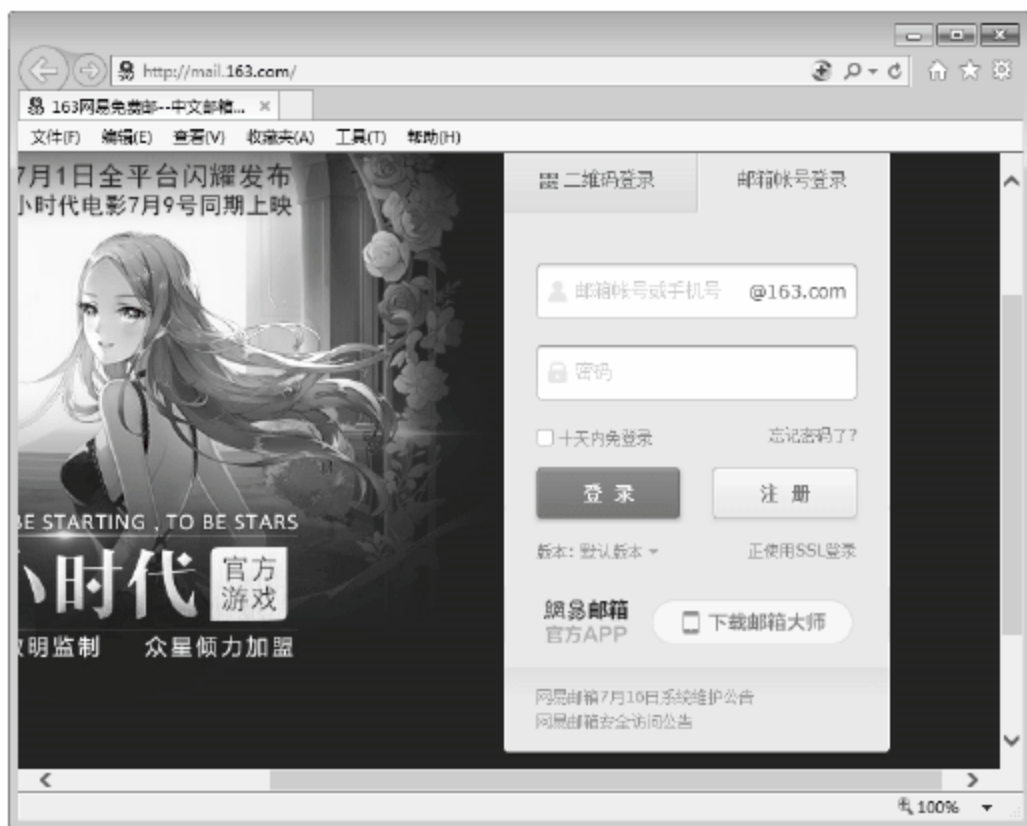 http://mail.163.com/
163网易免费邮--中文邮箱...
文件(F) 编辑(E) 查看(V) 收藏夹(A) 工具(T) 帮助(H)
7月1日全平台闪耀发布
小时代电影7月9号同期上映
BE STARTING , TO BE STARS
小时代
官方
游戏
明监制 众星倾力加盟
二维码登录
邮箱帐号登录
邮箱帐号或手机号 @163.com
密码
十天内免登录 忘记密码了?
登 录 注 册
版本: 默认版本 正使用SSL登录
網易邮箱
官方APP
下载邮箱大师
网易邮箱7月10日系统维护公告
网易邮箱安全访问公告
100%